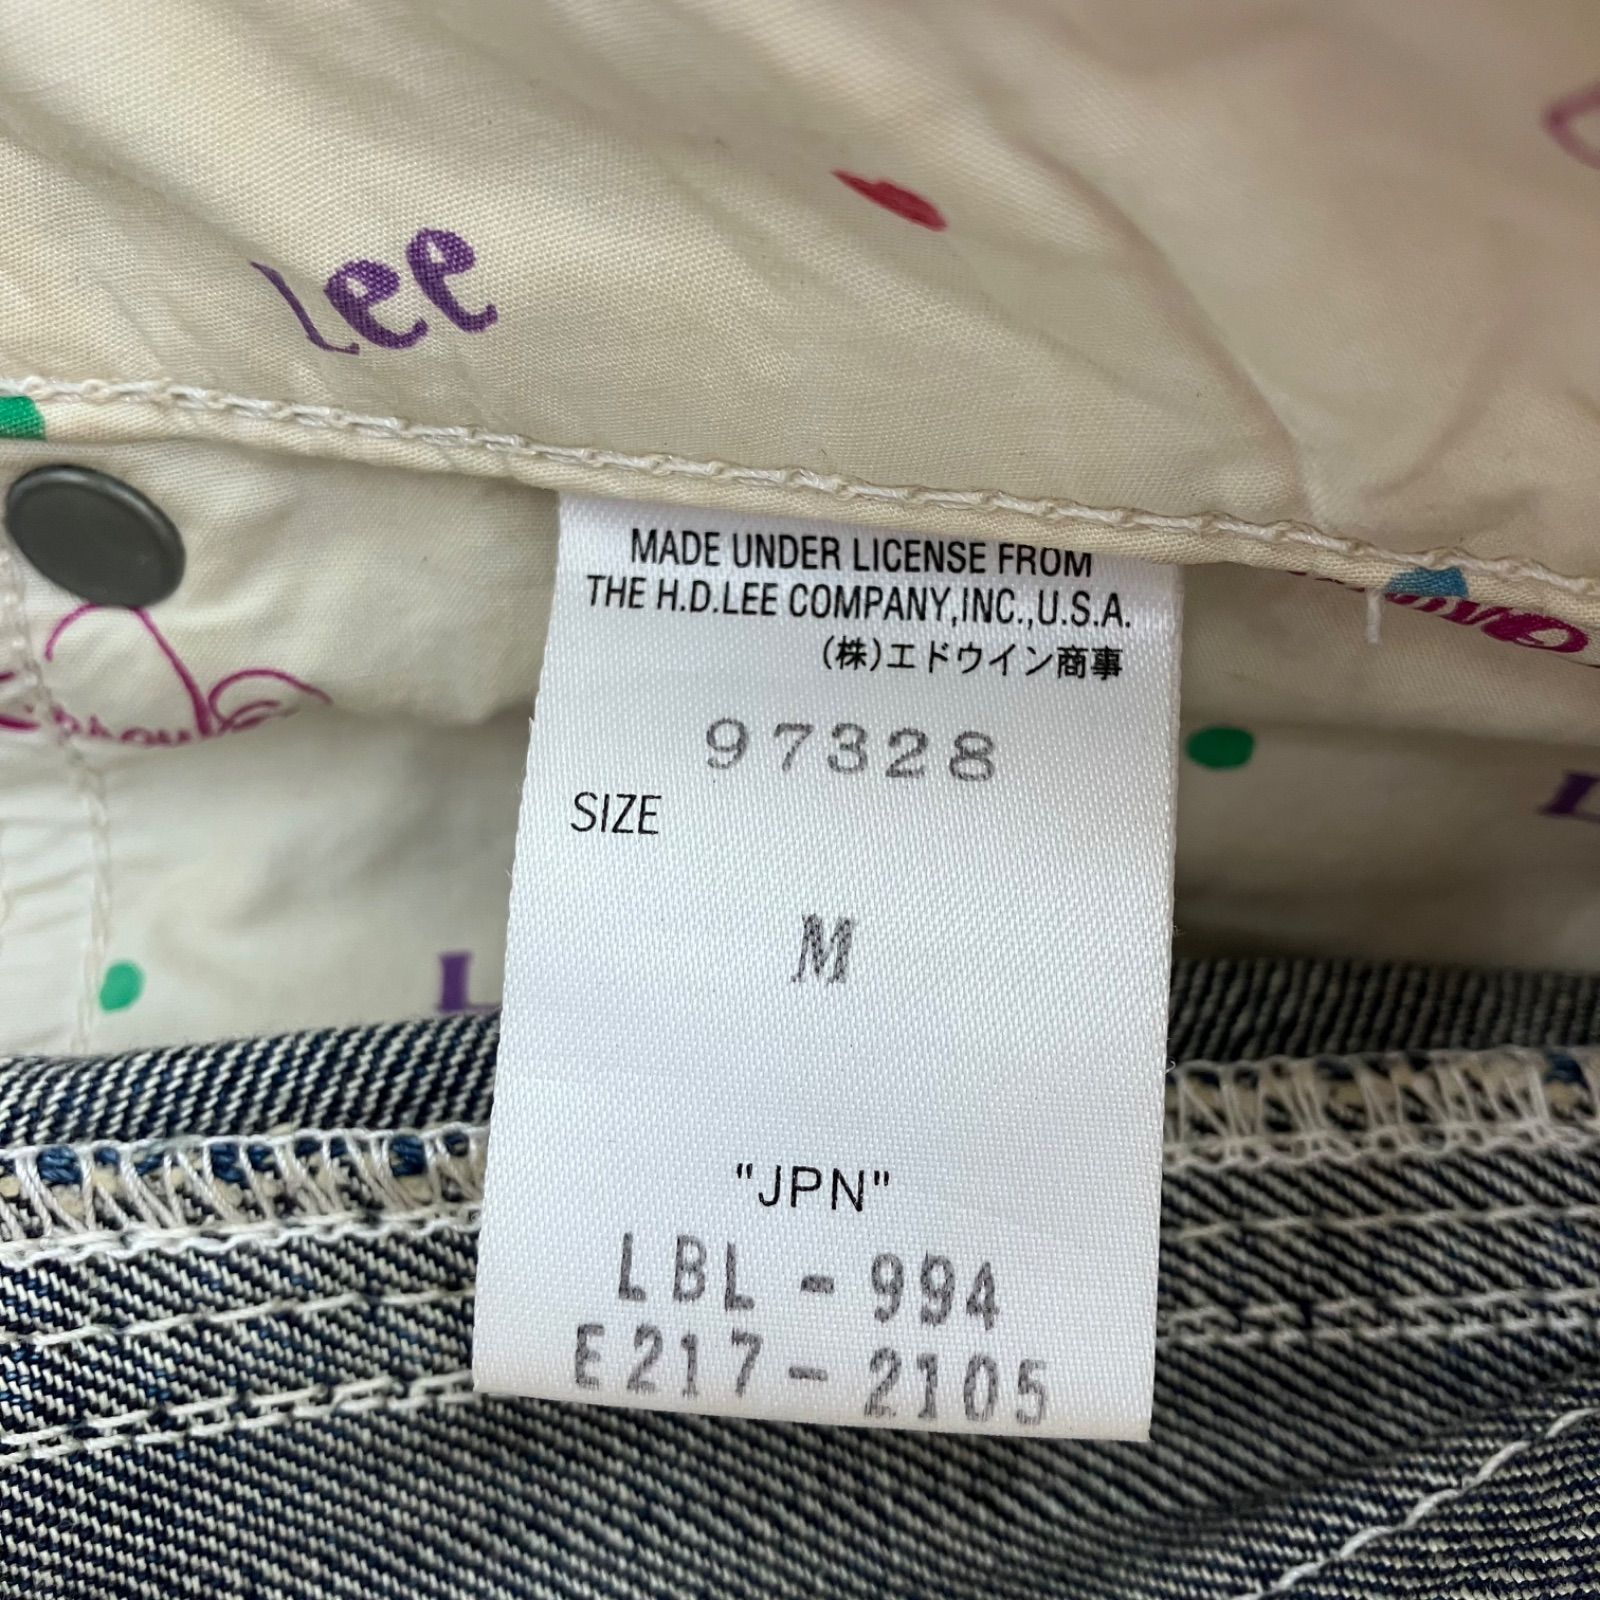 Lee
MADE UNDER LICENSE FROM
THE H.D.LEE COMPANY,INC.,U.S.A.
(株)エドウイン商事
97328
SIZE
M
"JPN"
LBL-994
E217-2105
L
L